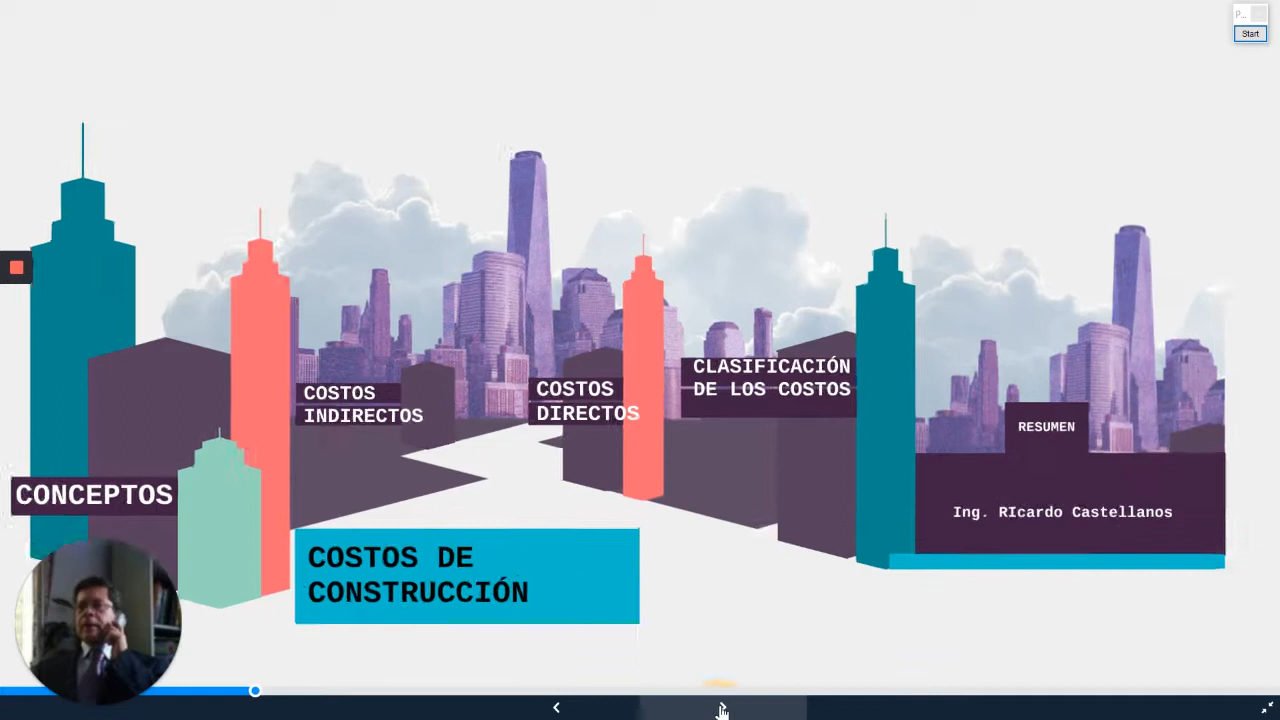 P...
Start
CLASIFICACIÓN
DE LOS COSTOS
COSTOS
INDIRECTOS
COSTOS
DIRECTOS
RESUMEN
CONCEPTOS
Ing. RIcardo Castellanos
COSTOS DE
CONSTRUCCIÓN